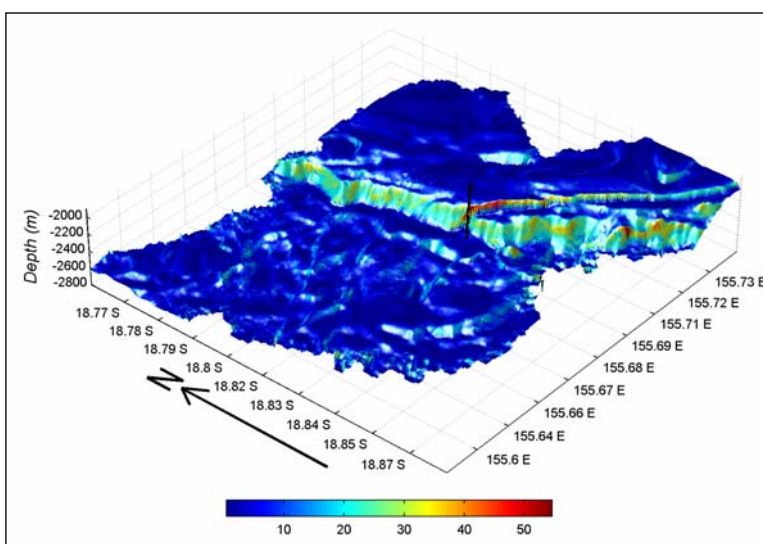 -2000
-2200
-2400
-2600
-2800
Depth (m)
18.77 S
18.78 S
18.79 S
18.8 S
18.82 S
18.83 S
18.84 S
18.85 S
18.87 S
N
155.73 E
155.72 E
155.71 E
155.69 E
155.68 E
155.67 E
155.66 E
155.64 E
155.6 E
10 20 30 40 50